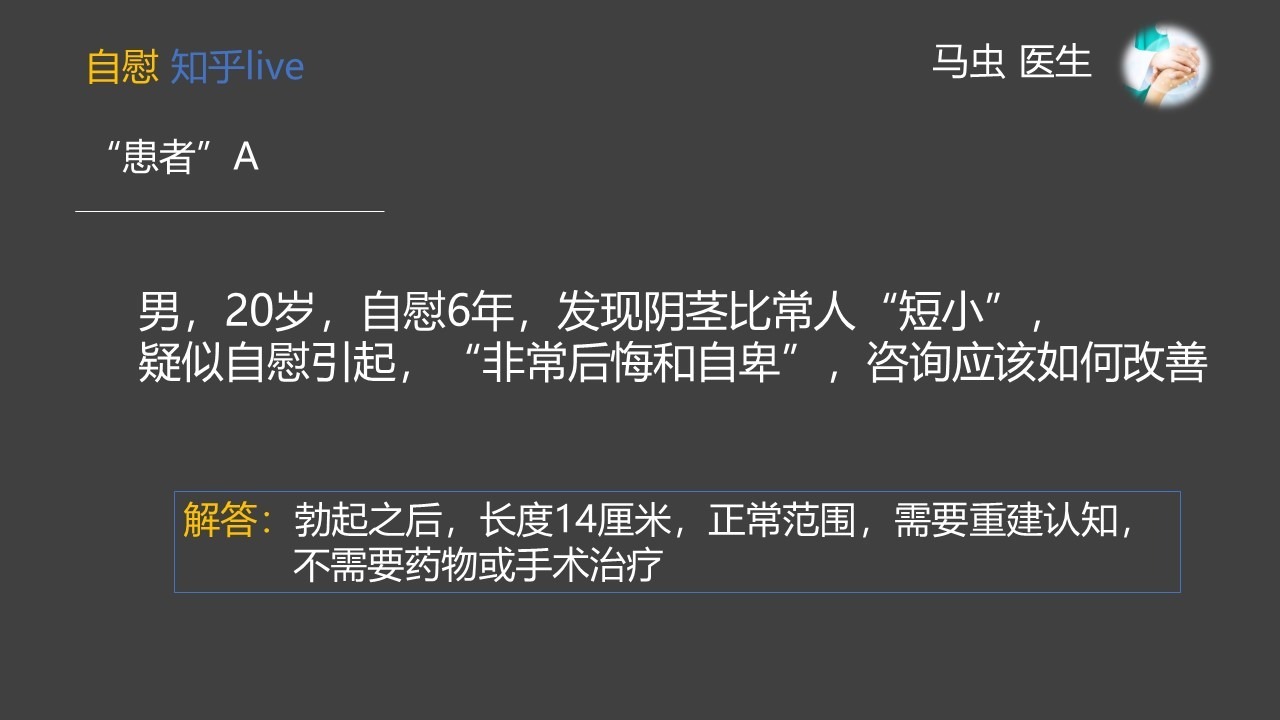 自慰 知乎live
马虫 医生
“患者”A
男，20岁，自慰6年，发现阴茎比常人“短小”，
疑似自慰引起，“非常后悔和自卑”，咨询应该如何改善
解答：勃起之后，长度14厘米，正常范围，需要重建认知，
不需要药物或手术治疗